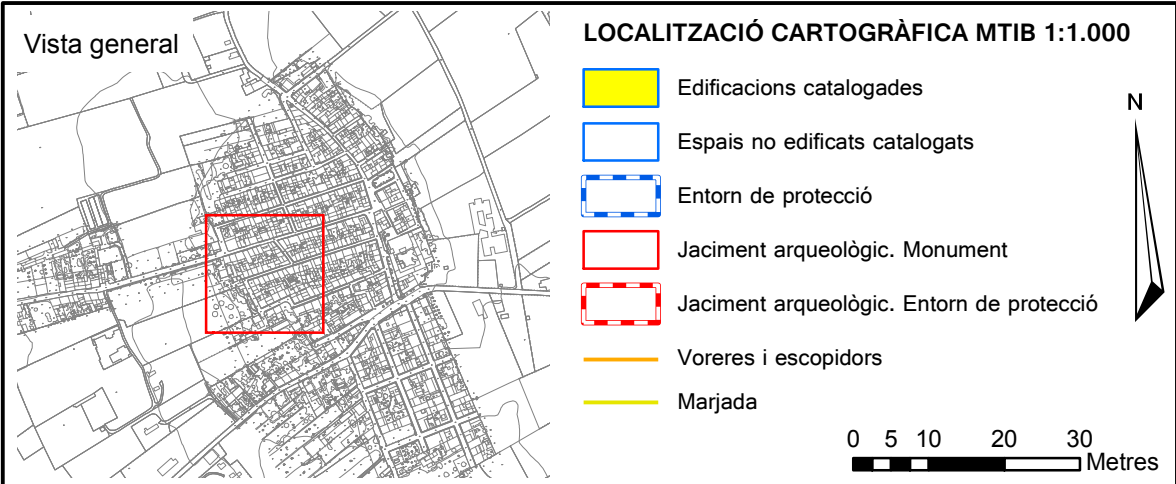 Vista general
LOCALITZACIÓ CARTOGRÀFICA MTIB 1:1.000
Edificacions catalogades
Espais no edificats catalogats
Entorn de protecció
Jaciment arqueològic. Monument
Jaciment arqueològic. Entorn de protecció
Voreres i escopidors
Marjada
N
0 5 10 20 30
Metres